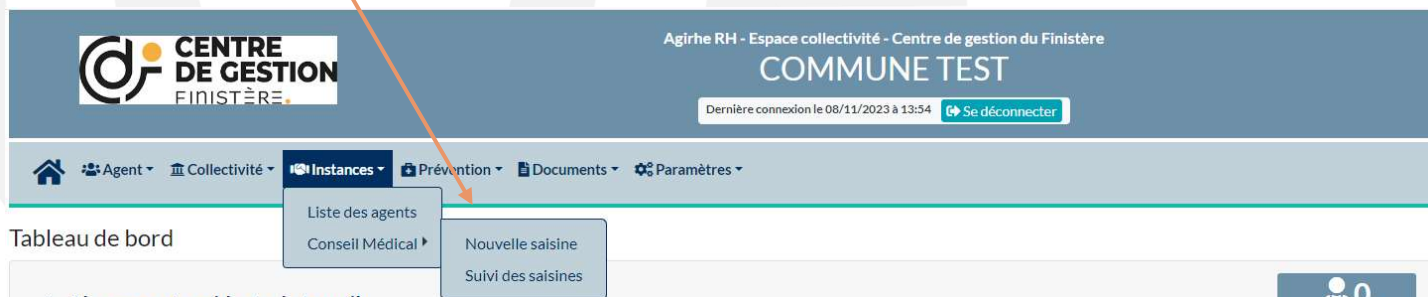 CENTRE
DE GESTION
FINISTÈRE.
Agirhe RH - Espace collectivité - Centre de gestion du Finistère
COMMUNE TEST
Dernière connexion le 08/11/2023 à 13:54 Se déconnecter
Agent Collectivité Instances Prévention Documents Paramètres
Liste des agents
Conseil Médical
Nouvelle saisine
Suivi des saisines
Tableau de bord
0